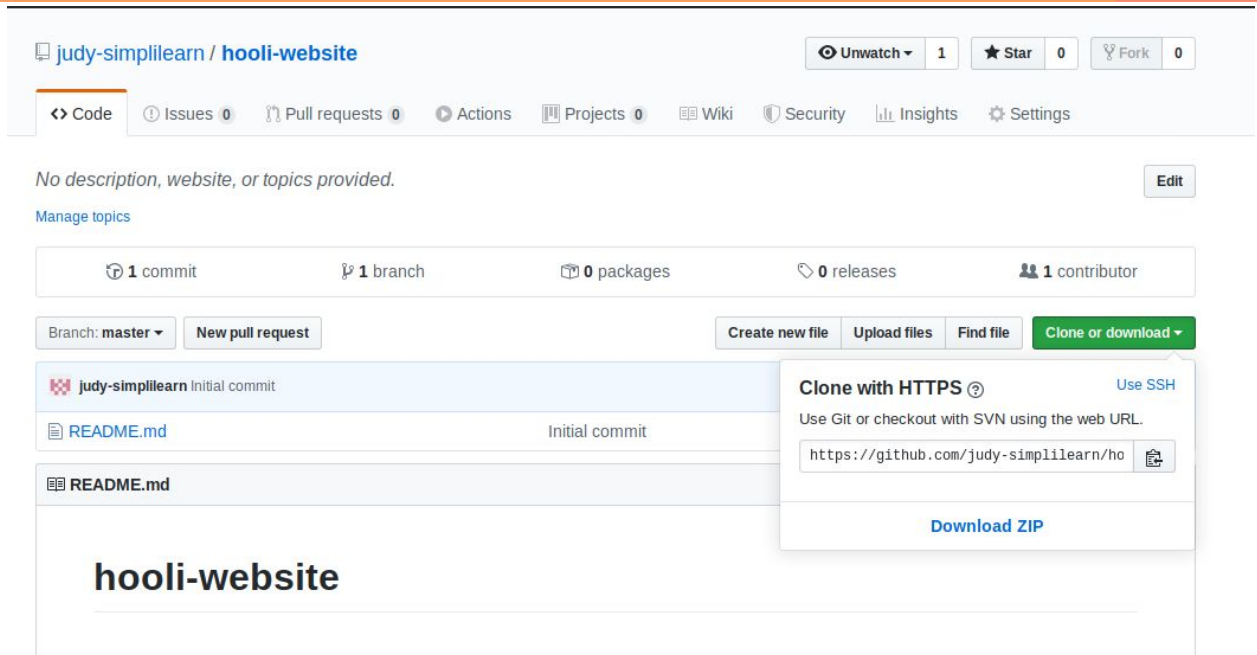 judy-simplilearn / hooli-website
Unwatch 1 Star 0 Fork 0
Code Issues 0 Pull requests 0 Actions Projects 0 Wiki Security Insights Settings
No description, website, or topics provided. Edit
Manage topics
1 commit 1 branch 0 packages 0 releases 1 contributor
Branch: master New pull request Create new file Upload files Find file Clone or download
judy-simplilearn Initial commit
README.md Initial commit
Clone with HTTPS Use SSH
Use Git or checkout with SVN using the web URL.
https://github.com/judy-simplilearn/ho
Download ZIP
README.md
hooli-website